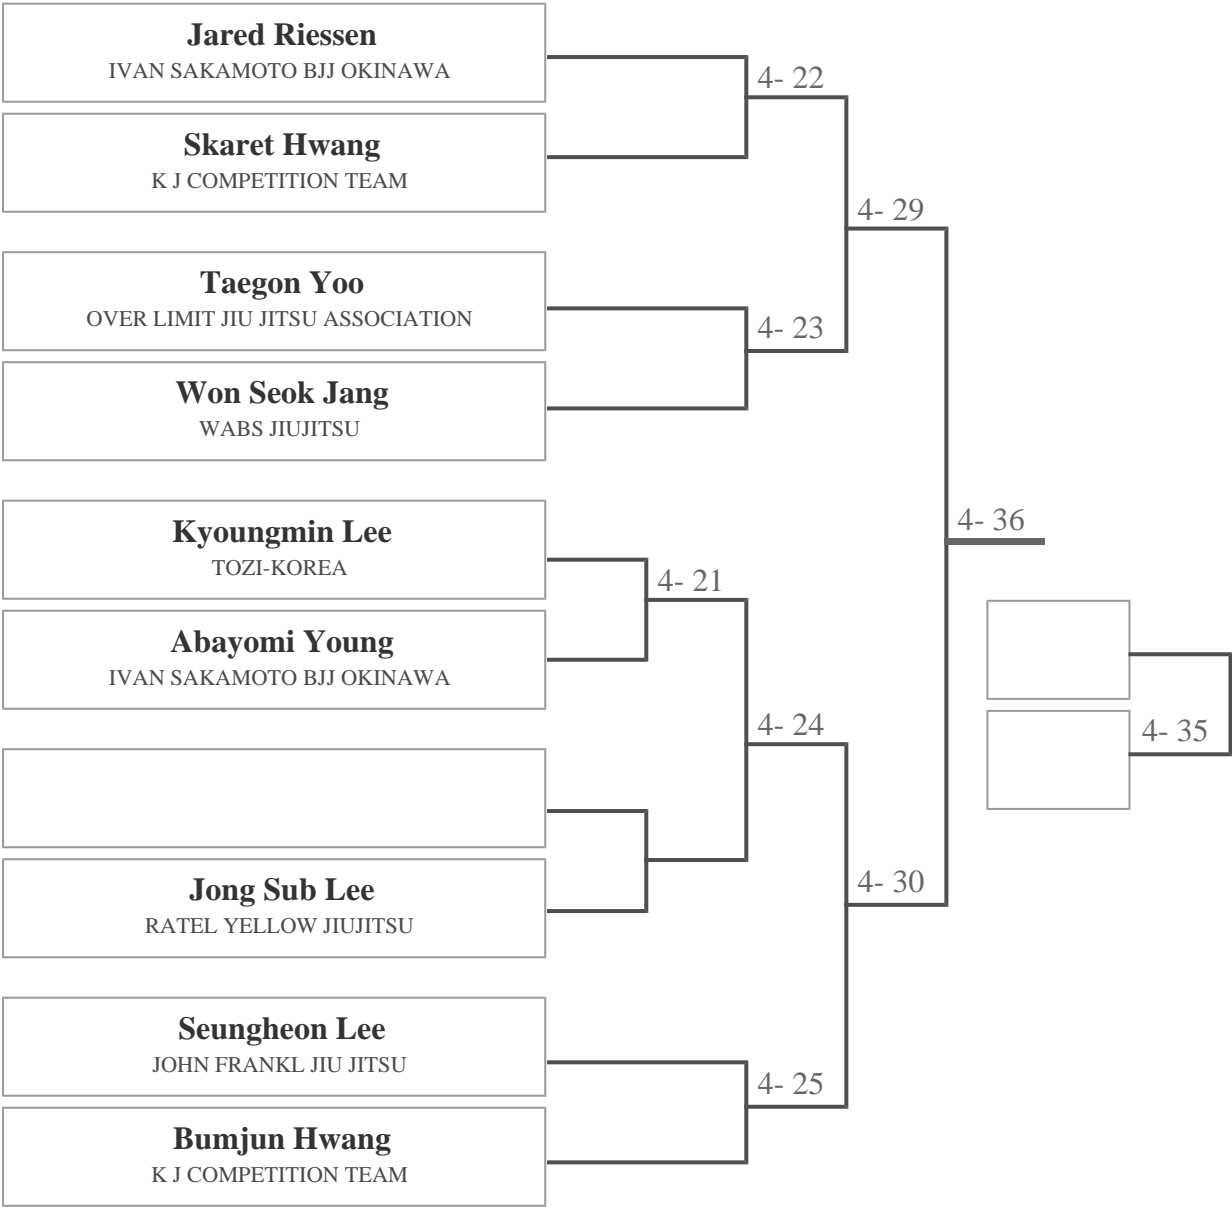 Jared Riessen
IVAN SAKAMOTO BJJ OKINAWA
4- 22
Skaret Hwang
K J COMPETITION TEAM
4- 29
Taegon Yoo
OVER LIMIT JIU JITSU ASSOCIATION
4- 23
Won Seok Jang
WABS JIUJITSU
4- 36
Kyoungmin Lee
TOZI-KOREA
4- 21
Abayomi Young
IVAN SAKAMOTO BJJ OKINAWA
4- 24
4- 35
Jong Sub Lee
RATEL YELLOW JIUJITSU
4- 30
Seungheon Lee
JOHN FRANKL JIU JITSU
4- 25
Bumjun Hwang
K J COMPETITION TEAM